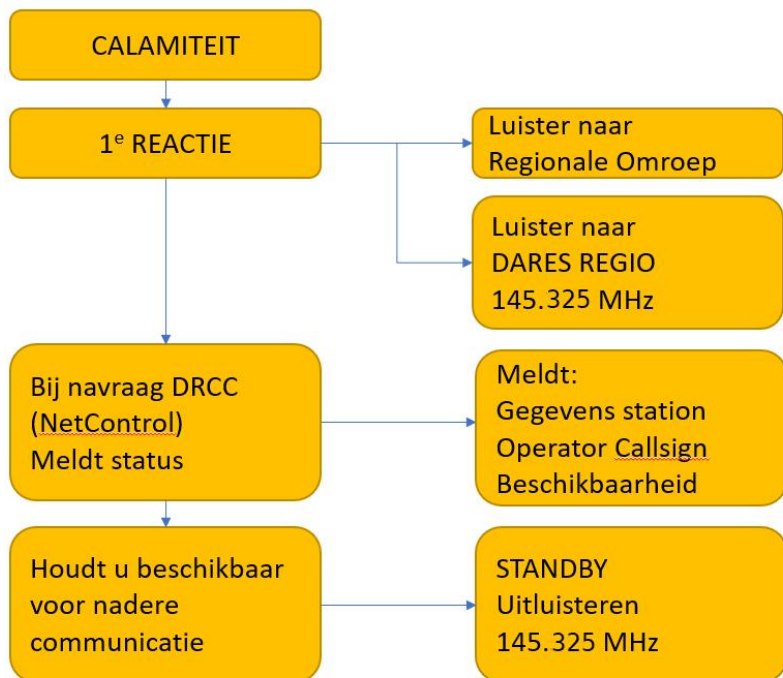 CALAMITEIT
1e REACTIE
Luister naar
Regionale Omroep
Luister naar
DARES REGIO
145.325 MHz
Bij navraag DRCC
(NetControl)
Meldt status
Meldt:
Gegevens station
Operator Callsign
Beschikbaarheid
Houdt u beschikbaar
voor nadere
communicatie
STANDBY
Uitluisteren
145.325 MHz